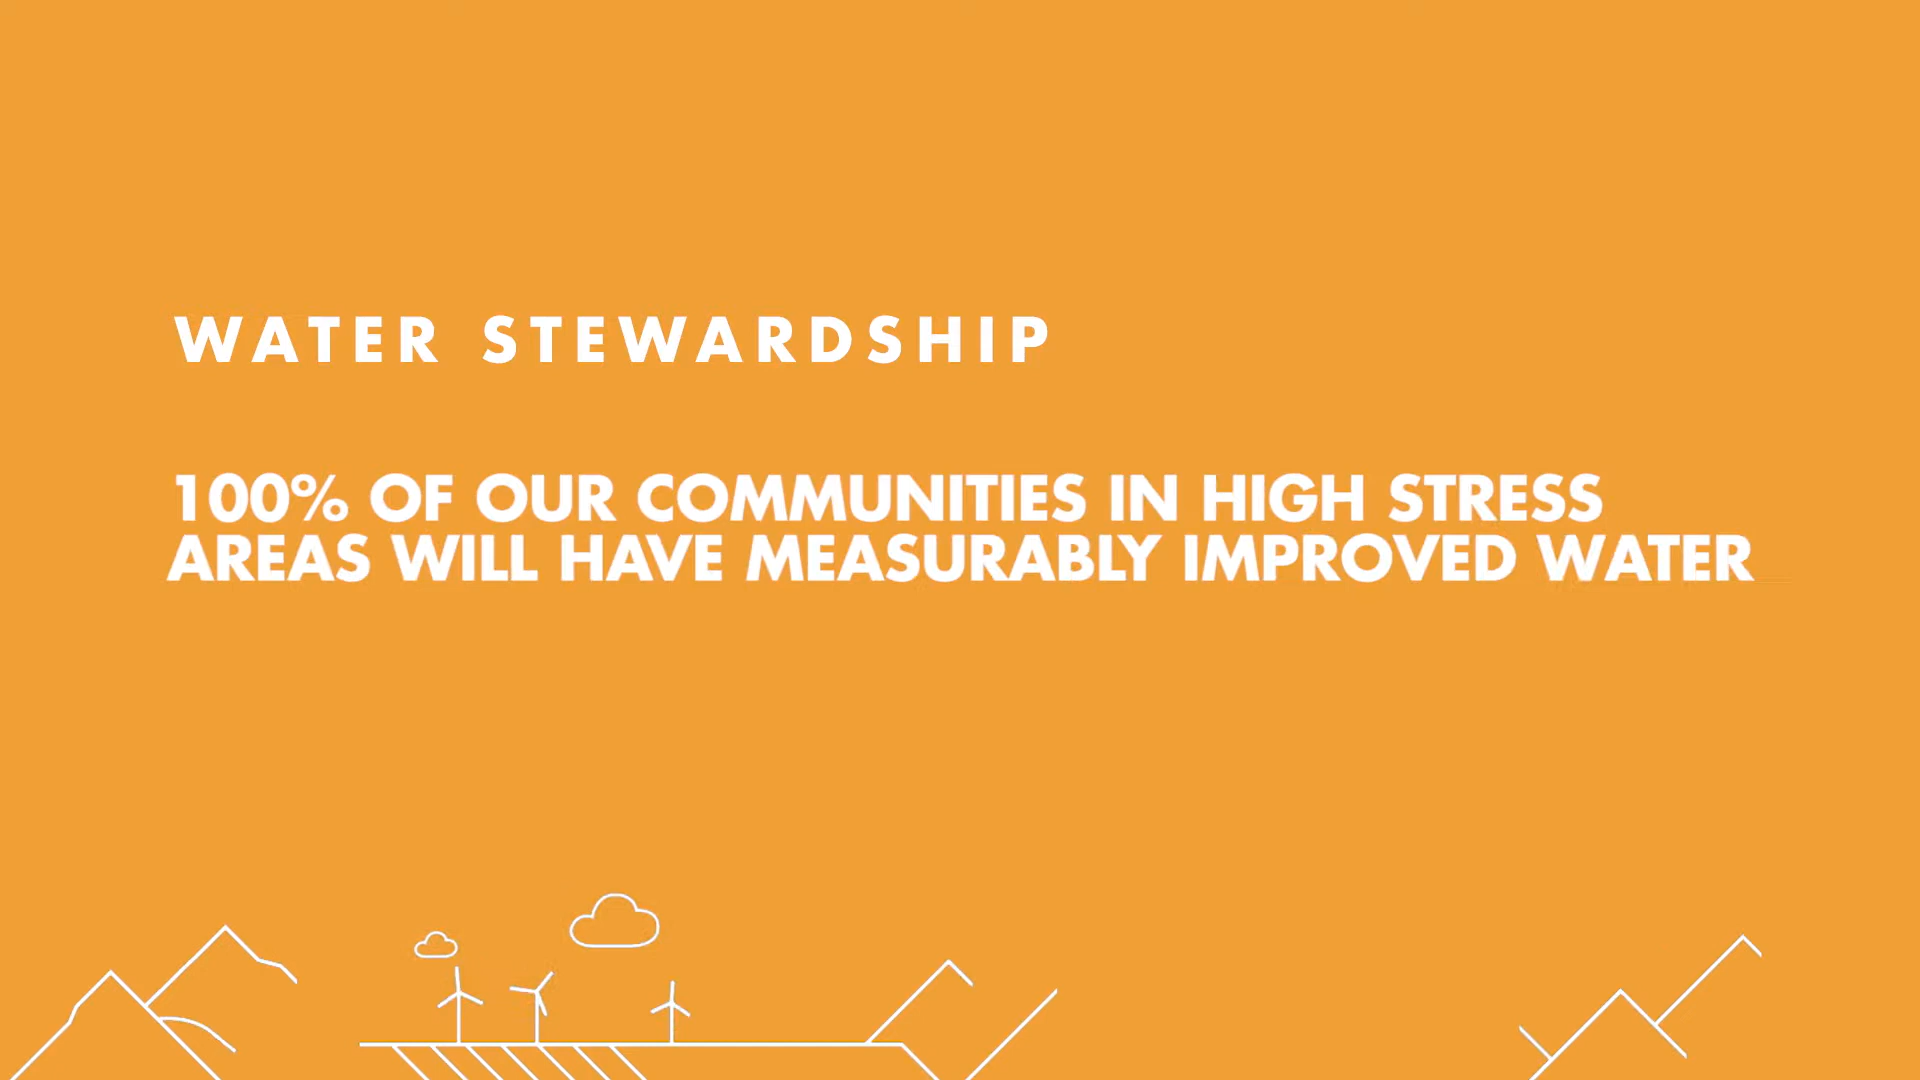 WATER STEWARDSHIP
100% OF OUR COMMUNITIES IN HIGH STRESS
AREAS WILL HAVE MEASURABLY IMPROVED WATER